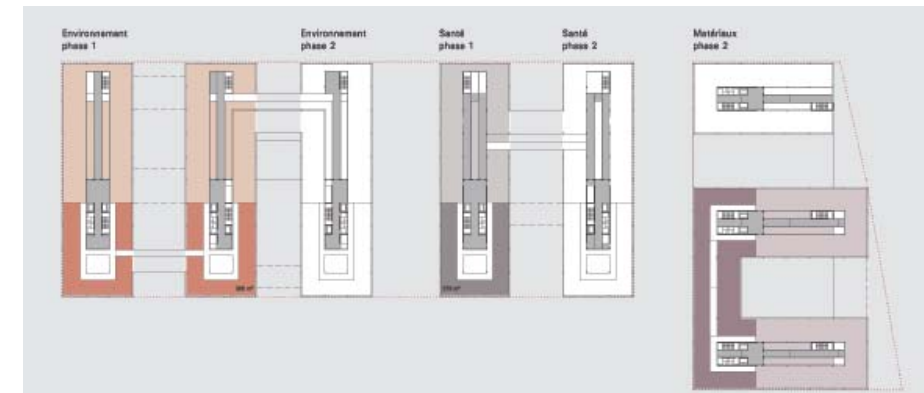 Environnement
phase 1
Environnement
phase 2
Santé
phase 1
Santé
phase 2
Matériaux
phase 2